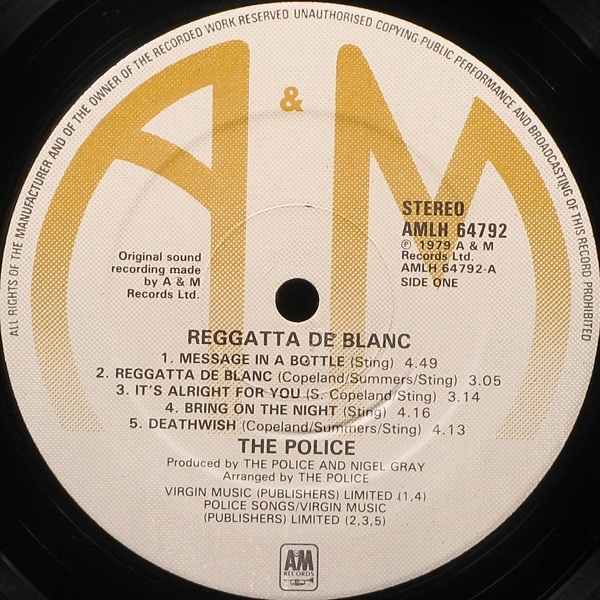 ALL RIGHTS OF THE MANUFACTURER AND OF THE OWNER OF THE RECORDED WORK RESERVED UNAUTHORISED COPYING PUBLIC PERFORMANCE AND BROADCASTING OF THIS RECORD PROHIBITED
A & M
STEREO
AMLH 64792
℗ 1979 A & M
Records Ltd.
AMLH 64792-A
SIDE ONE
Original sound
recording made
by A & M
Records Ltd.
REGGATTA DE BLANC
1. MESSAGE IN A BOTTLE (Sting) 4.49
2. REGGATTA DE BLANC (Copeland/Summers/Sting) 3.05
3. IT'S ALRIGHT FOR YOU (S. Copeland/Sting) 3.14
4. BRING ON THE NIGHT (Sting) 4.16
5. DEATHWISH (Copeland/Summers/Sting) 4.13
THE POLICE
Produced by THE POLICE AND NIGEL GRAY
Arranged by THE POLICE
VIRGIN MUSIC (PUBLISHERS) LIMITED (1,4)
POLICE SONGS/VIRGIN MUSIC
(PUBLISHERS) LIMITED (2,3,5)
A&M
RECORDS